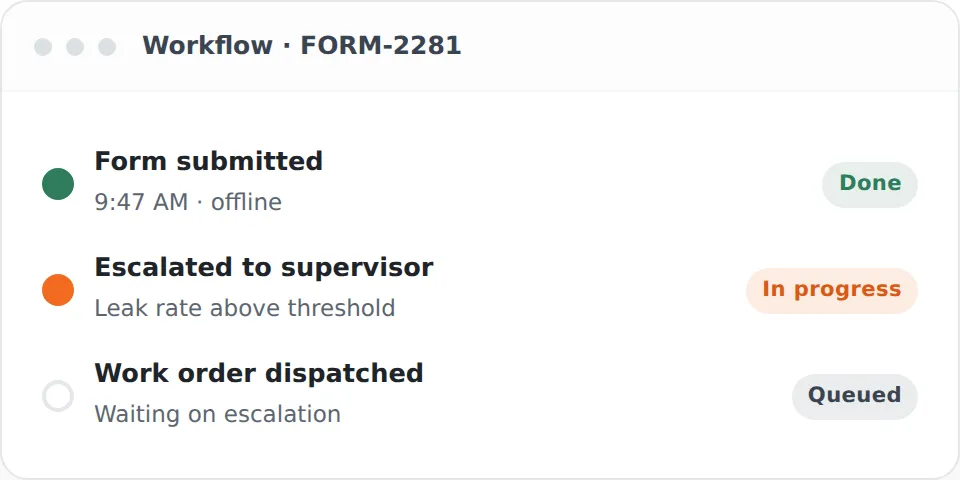 Workflow · FORM-2281
Form submitted
9:47 AM · offline
Done
Escalated to supervisor
Leak rate above threshold
In progress
Work order dispatched
Waiting on escalation
Queued